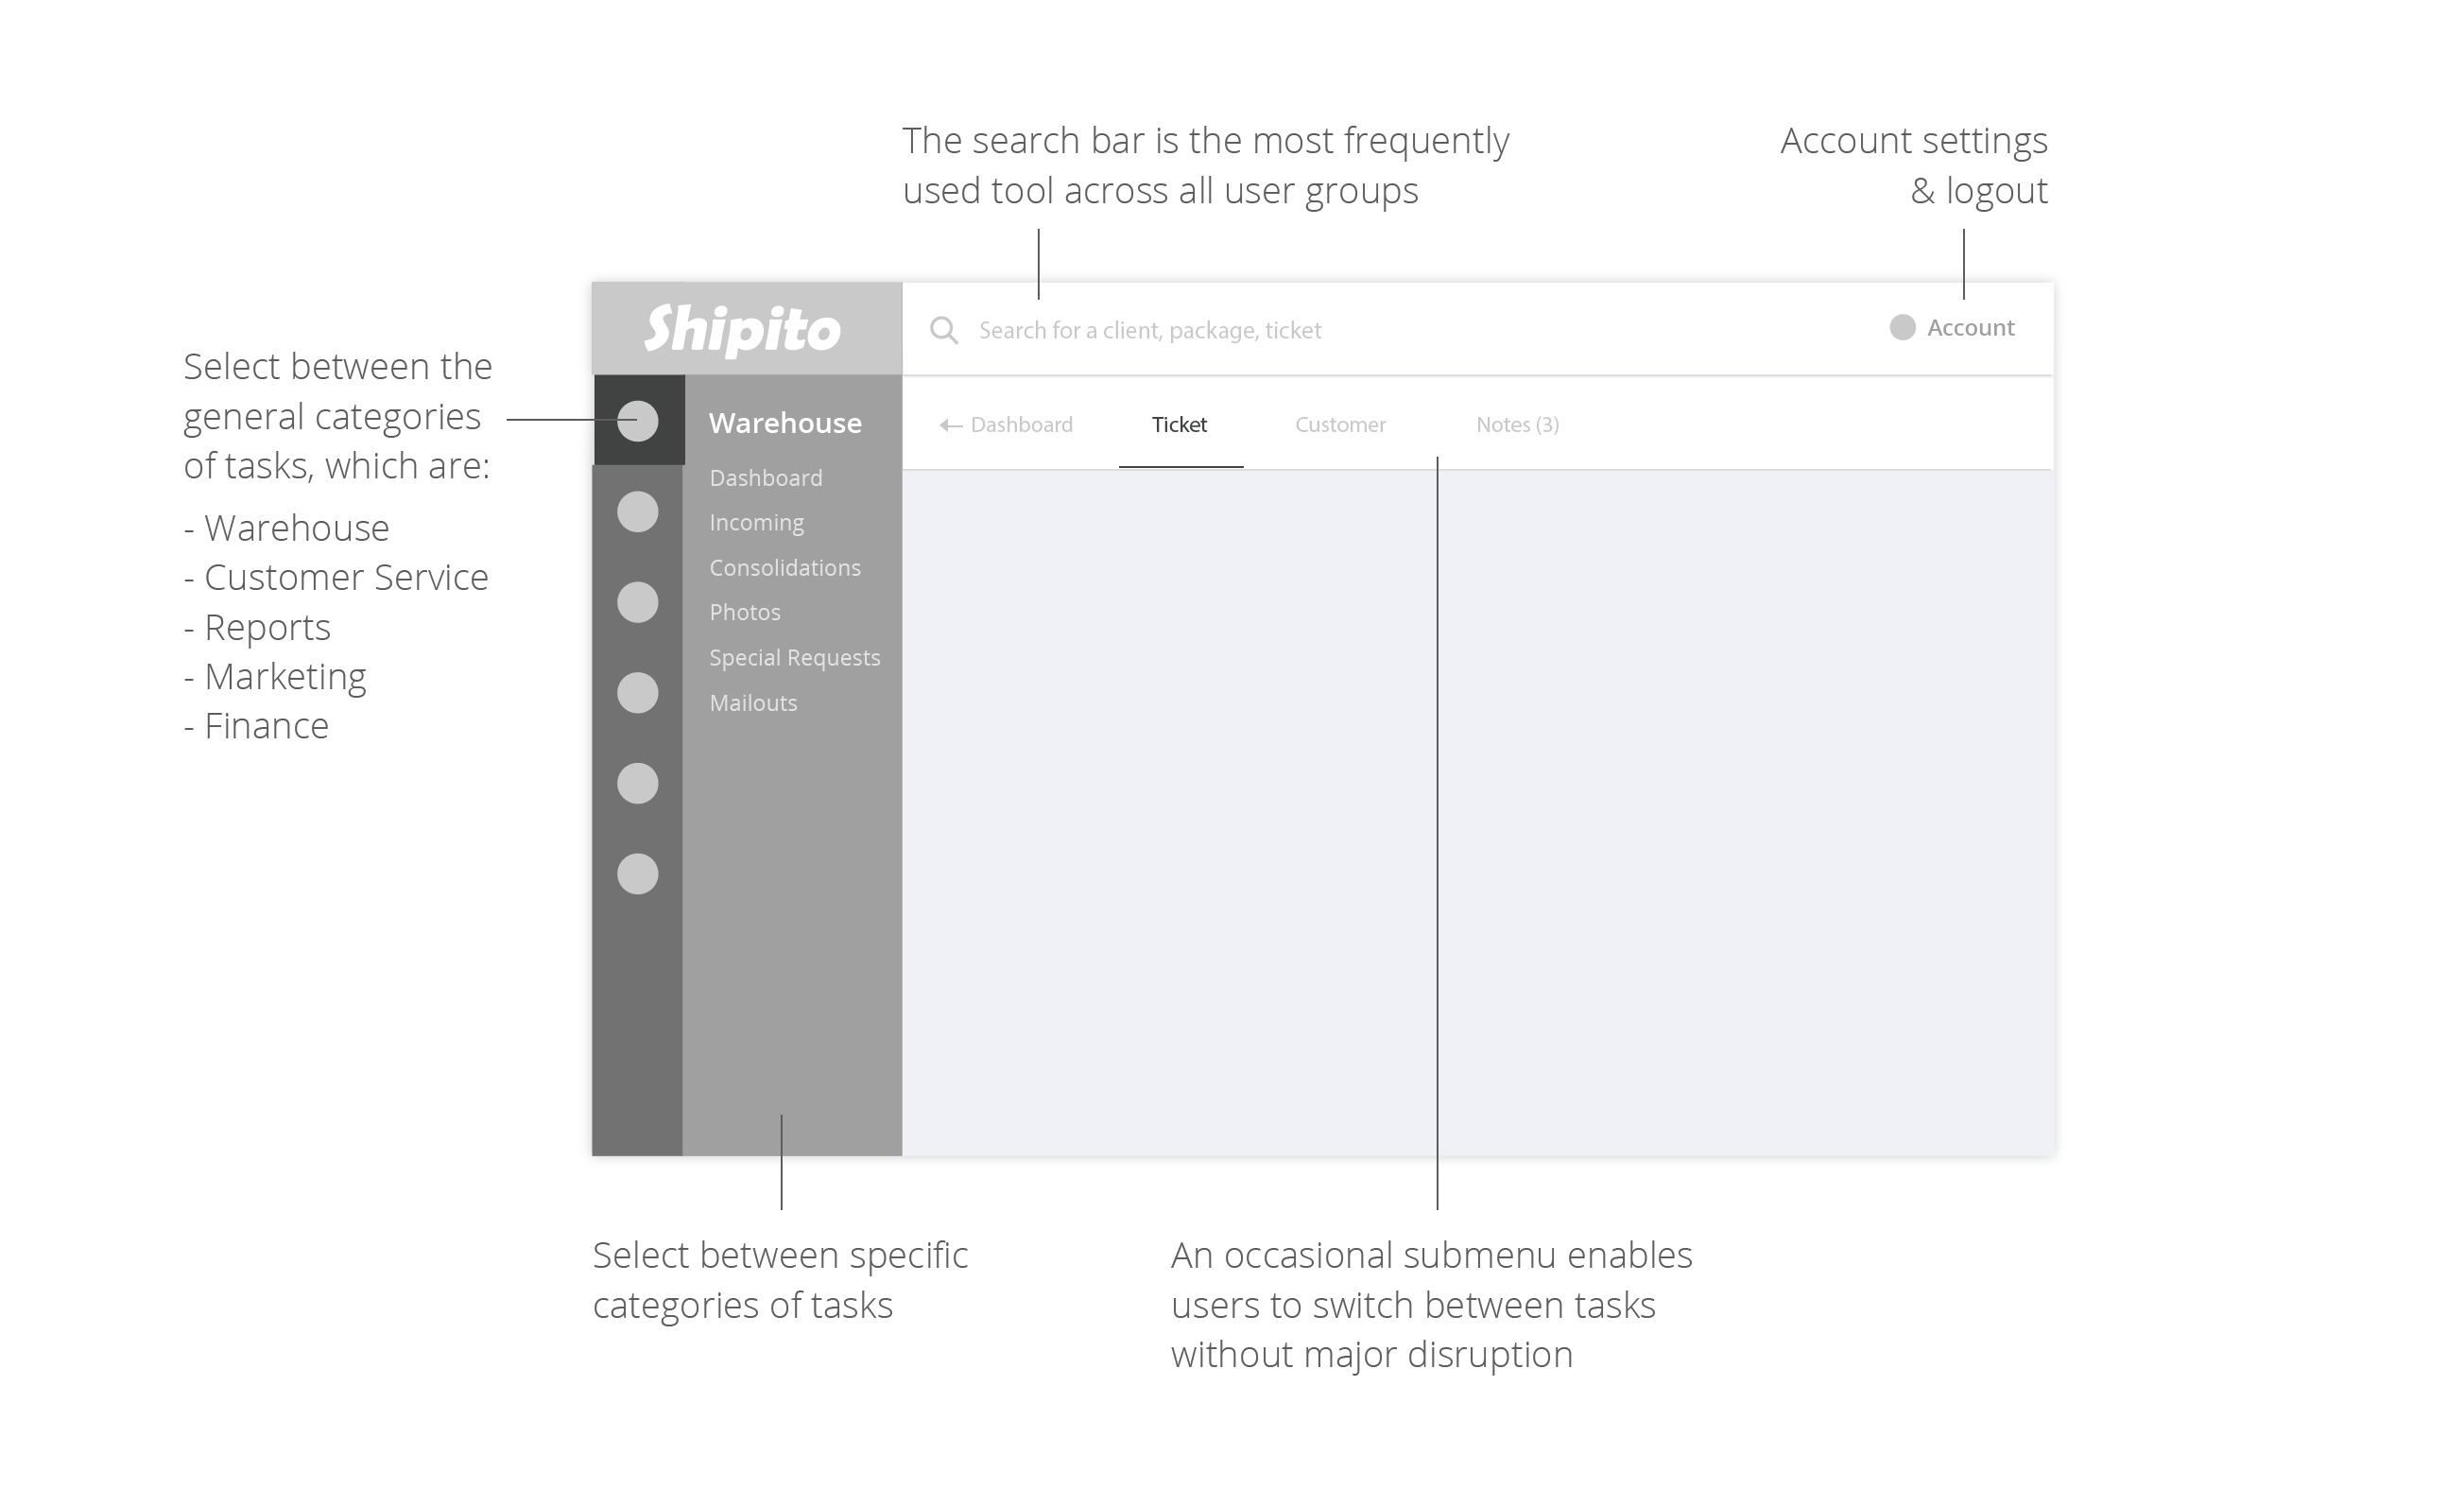 The search bar is the most frequently
used tool across all user groups
Account settings
& logout
Shipito
Search for a client, package, ticket
Account
Select between the
general categories
of tasks, which are:
- Warehouse
- Customer Service
- Reports
- Marketing
- Finance
Warehouse
Dashboard
Incoming
Consolidations
Photos
Special Requests
Mailouts
Dashboard
Ticket
Customer
Notes (3)
Select between specific
categories of tasks
An occasional submenu enables
users to switch between tasks
without major disruption